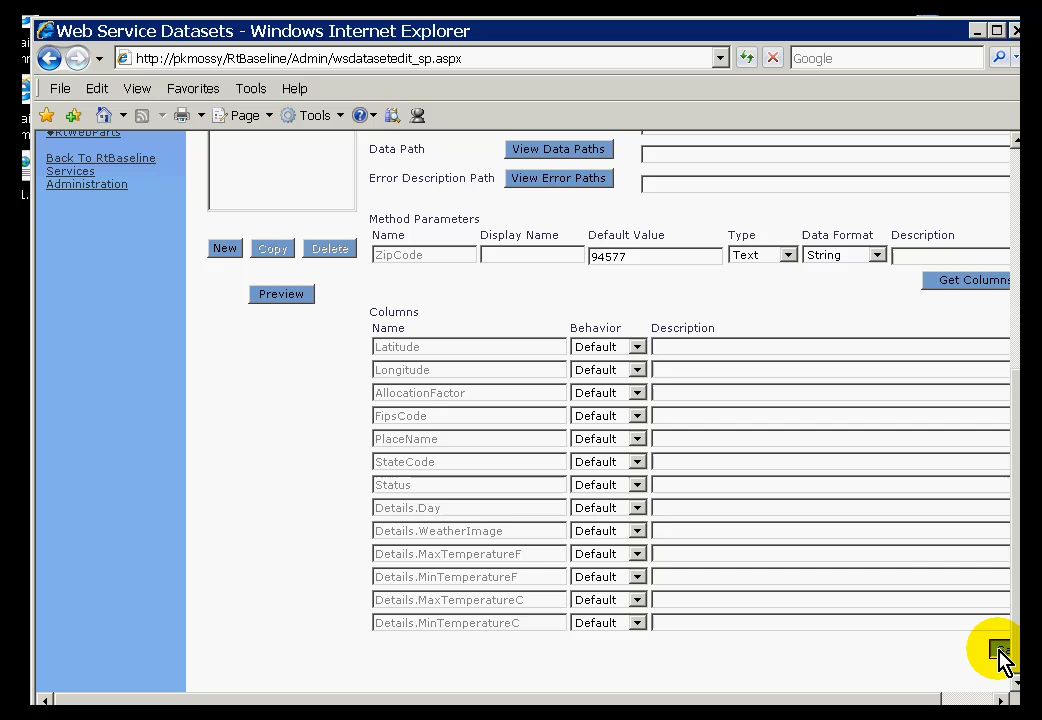 Web Service Datasets - Windows Internet Explorer
http://pkmossy/RtBaseline/Admin/wsdatasetedit_sp.aspx
Google
File Edit View Favorites Tools Help
Page Tools
RtWebParts
Back To RtBaseline
Services
Administration
Data Path View Data Paths
Error Description Path View Error Paths
Method Parameters
Name Display Name Default Value Type Data Format Description
New Copy Delete
ZipCode 94577 Text String
Get Columns
Preview
Columns
Name Behavior Description
Latitude Default
Longitude Default
AllocationFactor Default
FipsCode Default
PlaceName Default
StateCode Default
Status Default
Details.Day Default
Details.WeatherImage Default
Details.MaxTemperatureF Default
Details.MinTemperatureF Default
Details.MaxTemperatureC Default
Details.MinTemperatureC Default